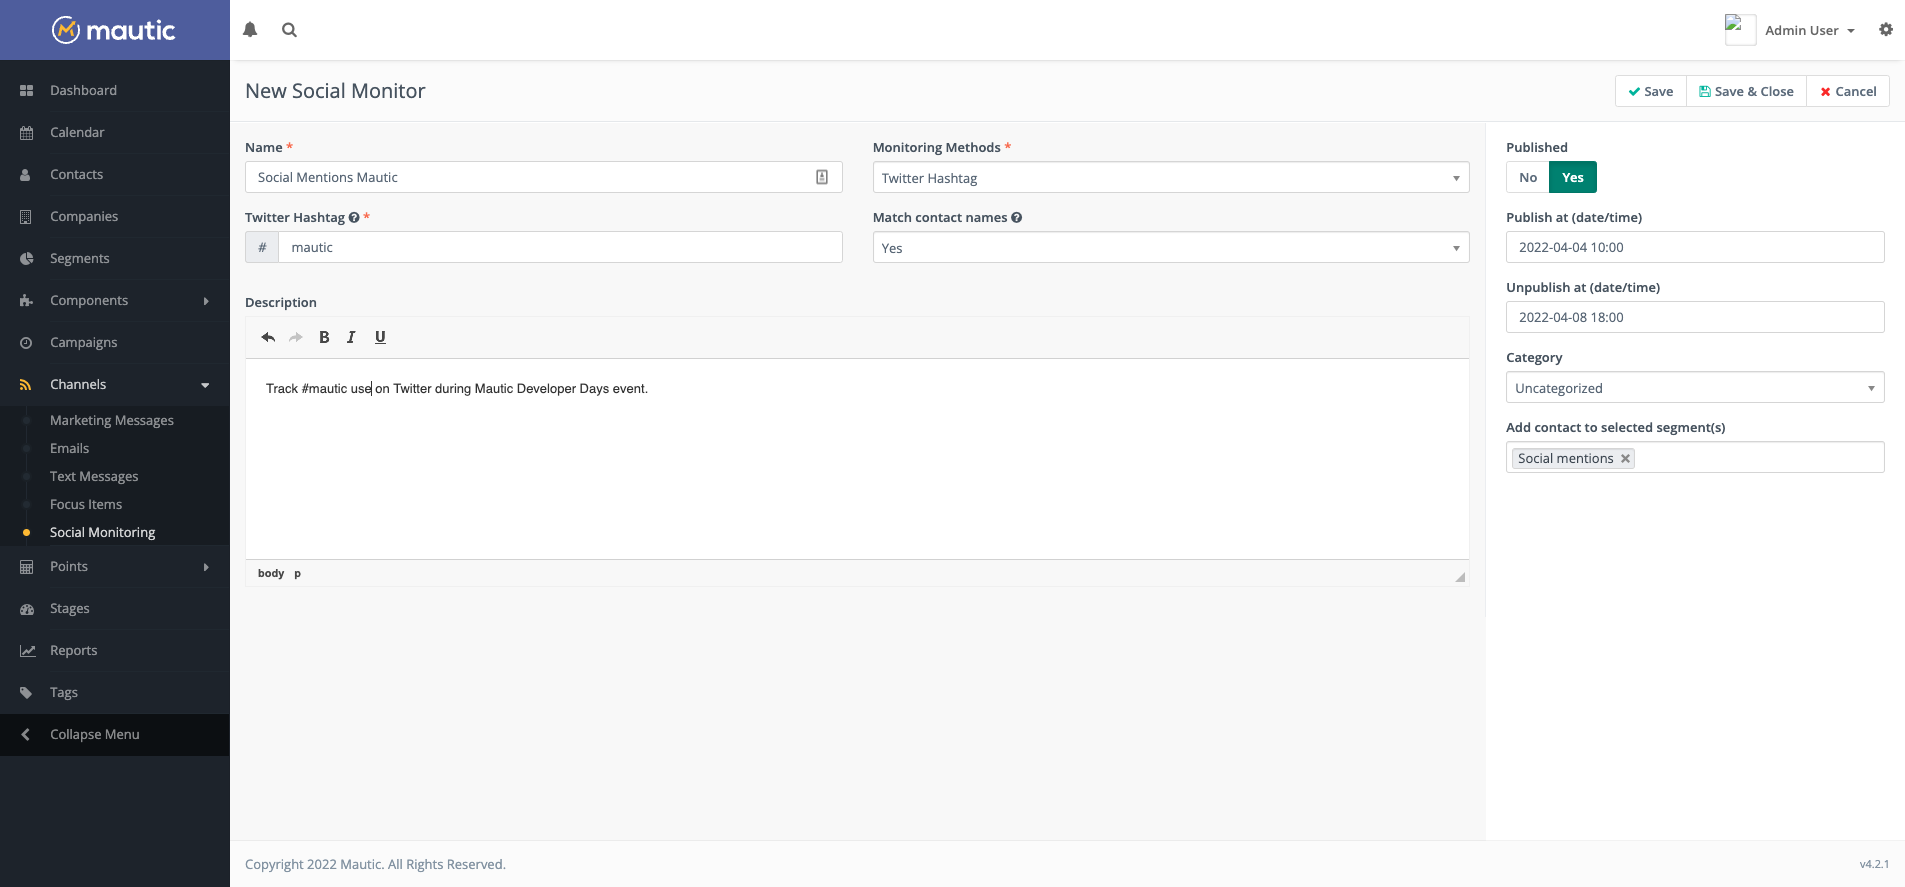 mautic
Admin User
Dashboard
Calendar
Contacts
Companies
Segments
Components
Campaigns
Channels
Marketing Messages
Emails
Text Messages
Focus Items
Social Monitoring
Points
Stages
Reports
Tags
Collapse Menu
New Social Monitor
Save
Save & Close
Cancel
Name *
Social Mentions Mautic
Monitoring Methods *
Twitter Hashtag
Twitter Hashtag ? *
# mautic
Match contact names ?
Yes
Description
B I U
Track #mautic use on Twitter during Mautic Developer Days event.
body p
Published
No Yes
Publish at (date/time)
2022-04-04 10:00
Unpublish at (date/time)
2022-04-08 18:00
Category
Uncategorized
Add contact to selected segment(s)
Social mentions ×
Copyright 2022 Mautic. All Rights Reserved.
v4.2.1